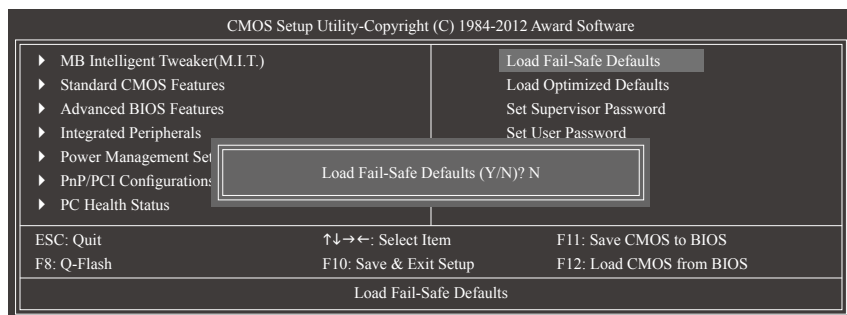 CMOS Setup Utility-Copyright (C) 1984-2012 Award Software
MB Intelligent Tweaker(M.I.T.)
Standard CMOS Features
Advanced BIOS Features
Integrated Peripherals
Power Management Set
PnP/PCI Configurations
PC Health Status
Load Fail-Safe Defaults
Load Optimized Defaults
Set Supervisor Password
Set User Password
Load Fail-Safe Defaults (Y/N)? N
ESC: Quit ↑↓→←: Select Item F11: Save CMOS to BIOS
F8: Q-Flash F10: Save & Exit Setup F12: Load CMOS from BIOS
Load Fail-Safe Defaults